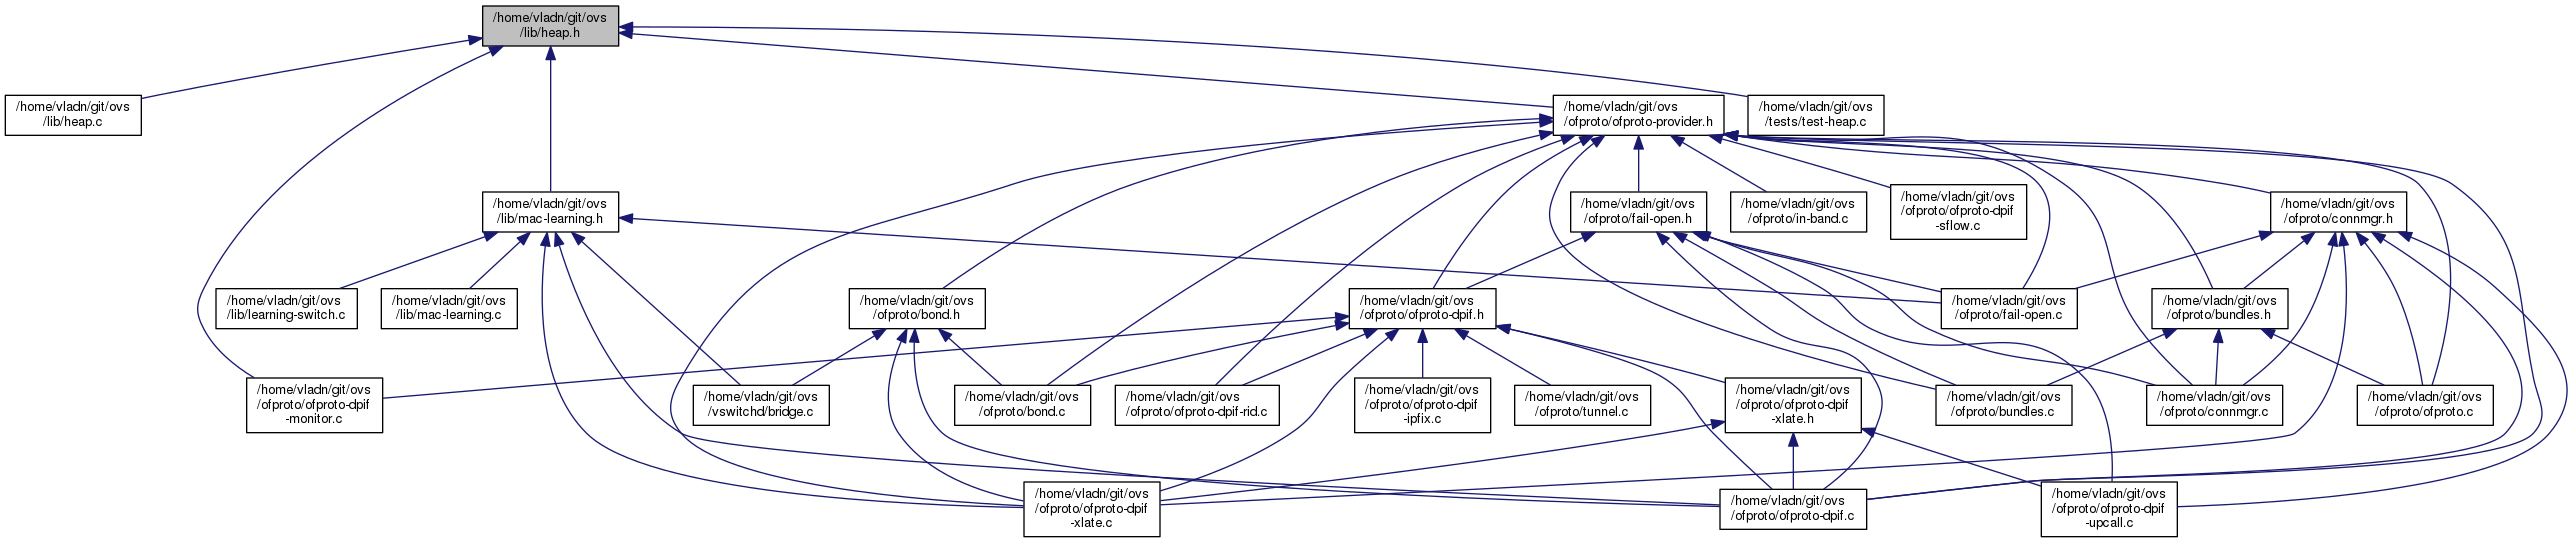 /home/vladn/git/ovs
/lib/heap.h
/home/vladn/git/ovs
/lib/heap.c
/home/vladn/git/ovs
/ofproto/ofproto-provider.h
/home/vladn/git/ovs
/tests/test-heap.c
/home/vladn/git/ovs
/lib/mac-learning.h
/home/vladn/git/ovs
/ofproto/fail-open.h
/home/vladn/git/ovs
/ofproto/in-band.c
/home/vladn/git/ovs
/ofproto/ofproto-dpif
-sflow.c
/home/vladn/git/ovs
/ofproto/connmgr.h
/home/vladn/git/ovs
/lib/learning-switch.c
/home/vladn/git/ovs
/lib/mac-learning.c
/home/vladn/git/ovs
/ofproto/bond.h
/home/vladn/git/ovs
/ofproto/ofproto-dpif.h
/home/vladn/git/ovs
/ofproto/fail-open.c
/home/vladn/git/ovs
/ofproto/bundles.h
/home/vladn/git/ovs
/ofproto/ofproto-dpif
-monitor.c
/home/vladn/git/ovs
/vswitchd/bridge.c
/home/vladn/git/ovs
/ofproto/bond.c
/home/vladn/git/ovs
/ofproto/ofproto-dpif-rid.c
/home/vladn/git/ovs
/ofproto/ofproto-dpif
-ipfix.c
/home/vladn/git/ovs
/ofproto/tunnel.c
/home/vladn/git/ovs
/ofproto/ofproto-dpif
-xlate.h
/home/vladn/git/ovs
/ofproto/bundles.c
/home/vladn/git/ovs
/ofproto/connmgr.c
/home/vladn/git/ovs
/ofproto/ofproto.c
/home/vladn/git/ovs
/ofproto/ofproto-dpif
-xlate.c
/home/vladn/git/ovs
/ofproto/ofproto-dpif.c
/home/vladn/git/ovs
/ofproto/ofproto-dpif
-upcall.c